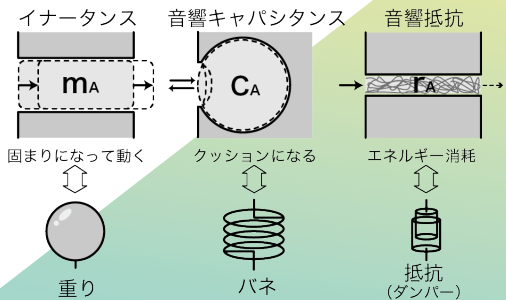 イナータンス
音響キャパシタンス
音響抵抗
mA
CA
rA
固まりになって動く
クッションになる
エネルギー消耗
重り
バネ
抵抗
(ダンパー)